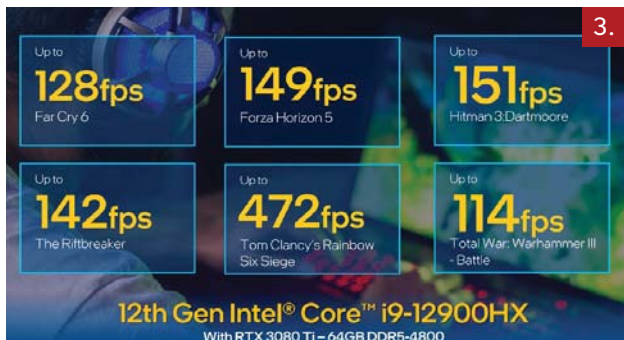 3.
Up to
128fps
Far Cry 6
Up to
149fps
Forza Horizon 5
Up to
151fps
Hitman 3:Dartmoore
Up to
142fps
The Riftbreaker
Up to
472fps
Tom Clancy's Rainbow
Six Siege
Up to
114fps
Total War: Warhammer III
- Battle
12th Gen Intel® Core™ i9-12900HX
With RTX 3080 Ti – 64GB DDR5-4800